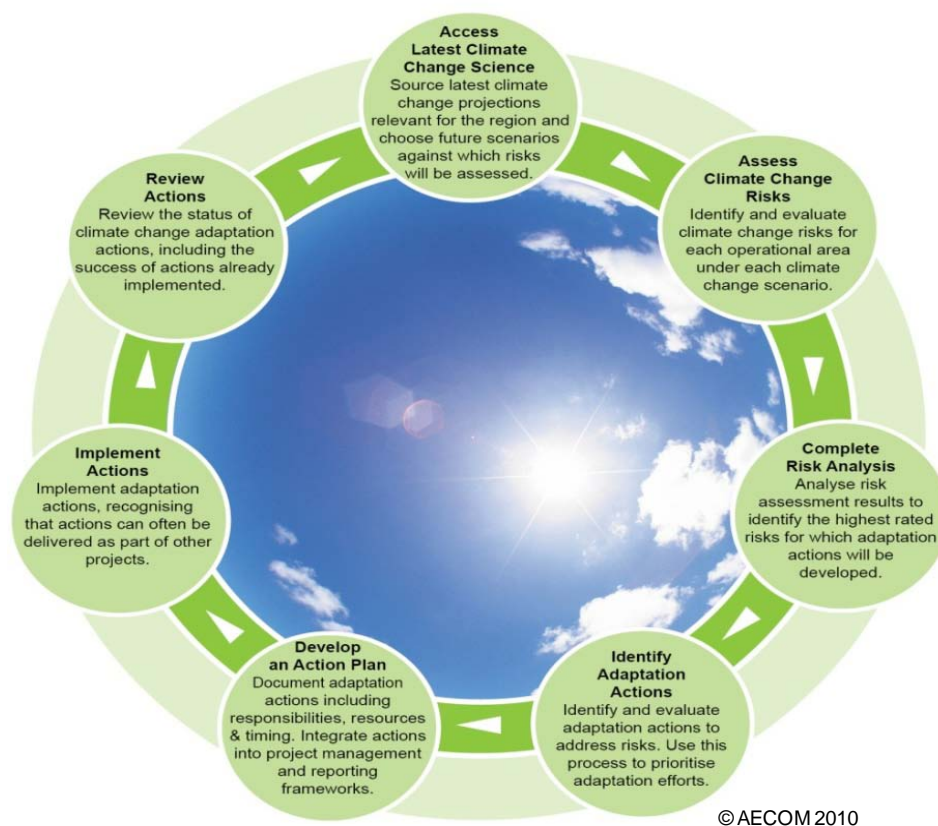 Access
Latest Climate
Change Science
Source latest climate
change projections
relevant for the region and
choose future scenarios
against which risks
will be assessed.
Assess
Climate Change
Risks
Identify and evaluate
climate change risks for
each operational area
under each climate
change scenario.
Complete
Risk Analysis
Analyse risk
assessment results to
identify the highest rated
risks for which adaptation
actions will be
developed.
Identify
Adaptation
Actions
Identify and evaluate
adaptation actions to
address risks. Use this
process to prioritise
adaptation efforts.
Develop
an Action Plan
Document adaptation
actions including
responsibilities, resources
& timing. Integrate actions
into project management
and reporting
frameworks.
Implement
Actions
Implement adaptation
actions, recognising
that actions can often be
delivered as part of other
projects.
Review
Actions
Review the status of
climate change adaptation
actions, including the
success of actions already
implemented.
© AECOM 2010